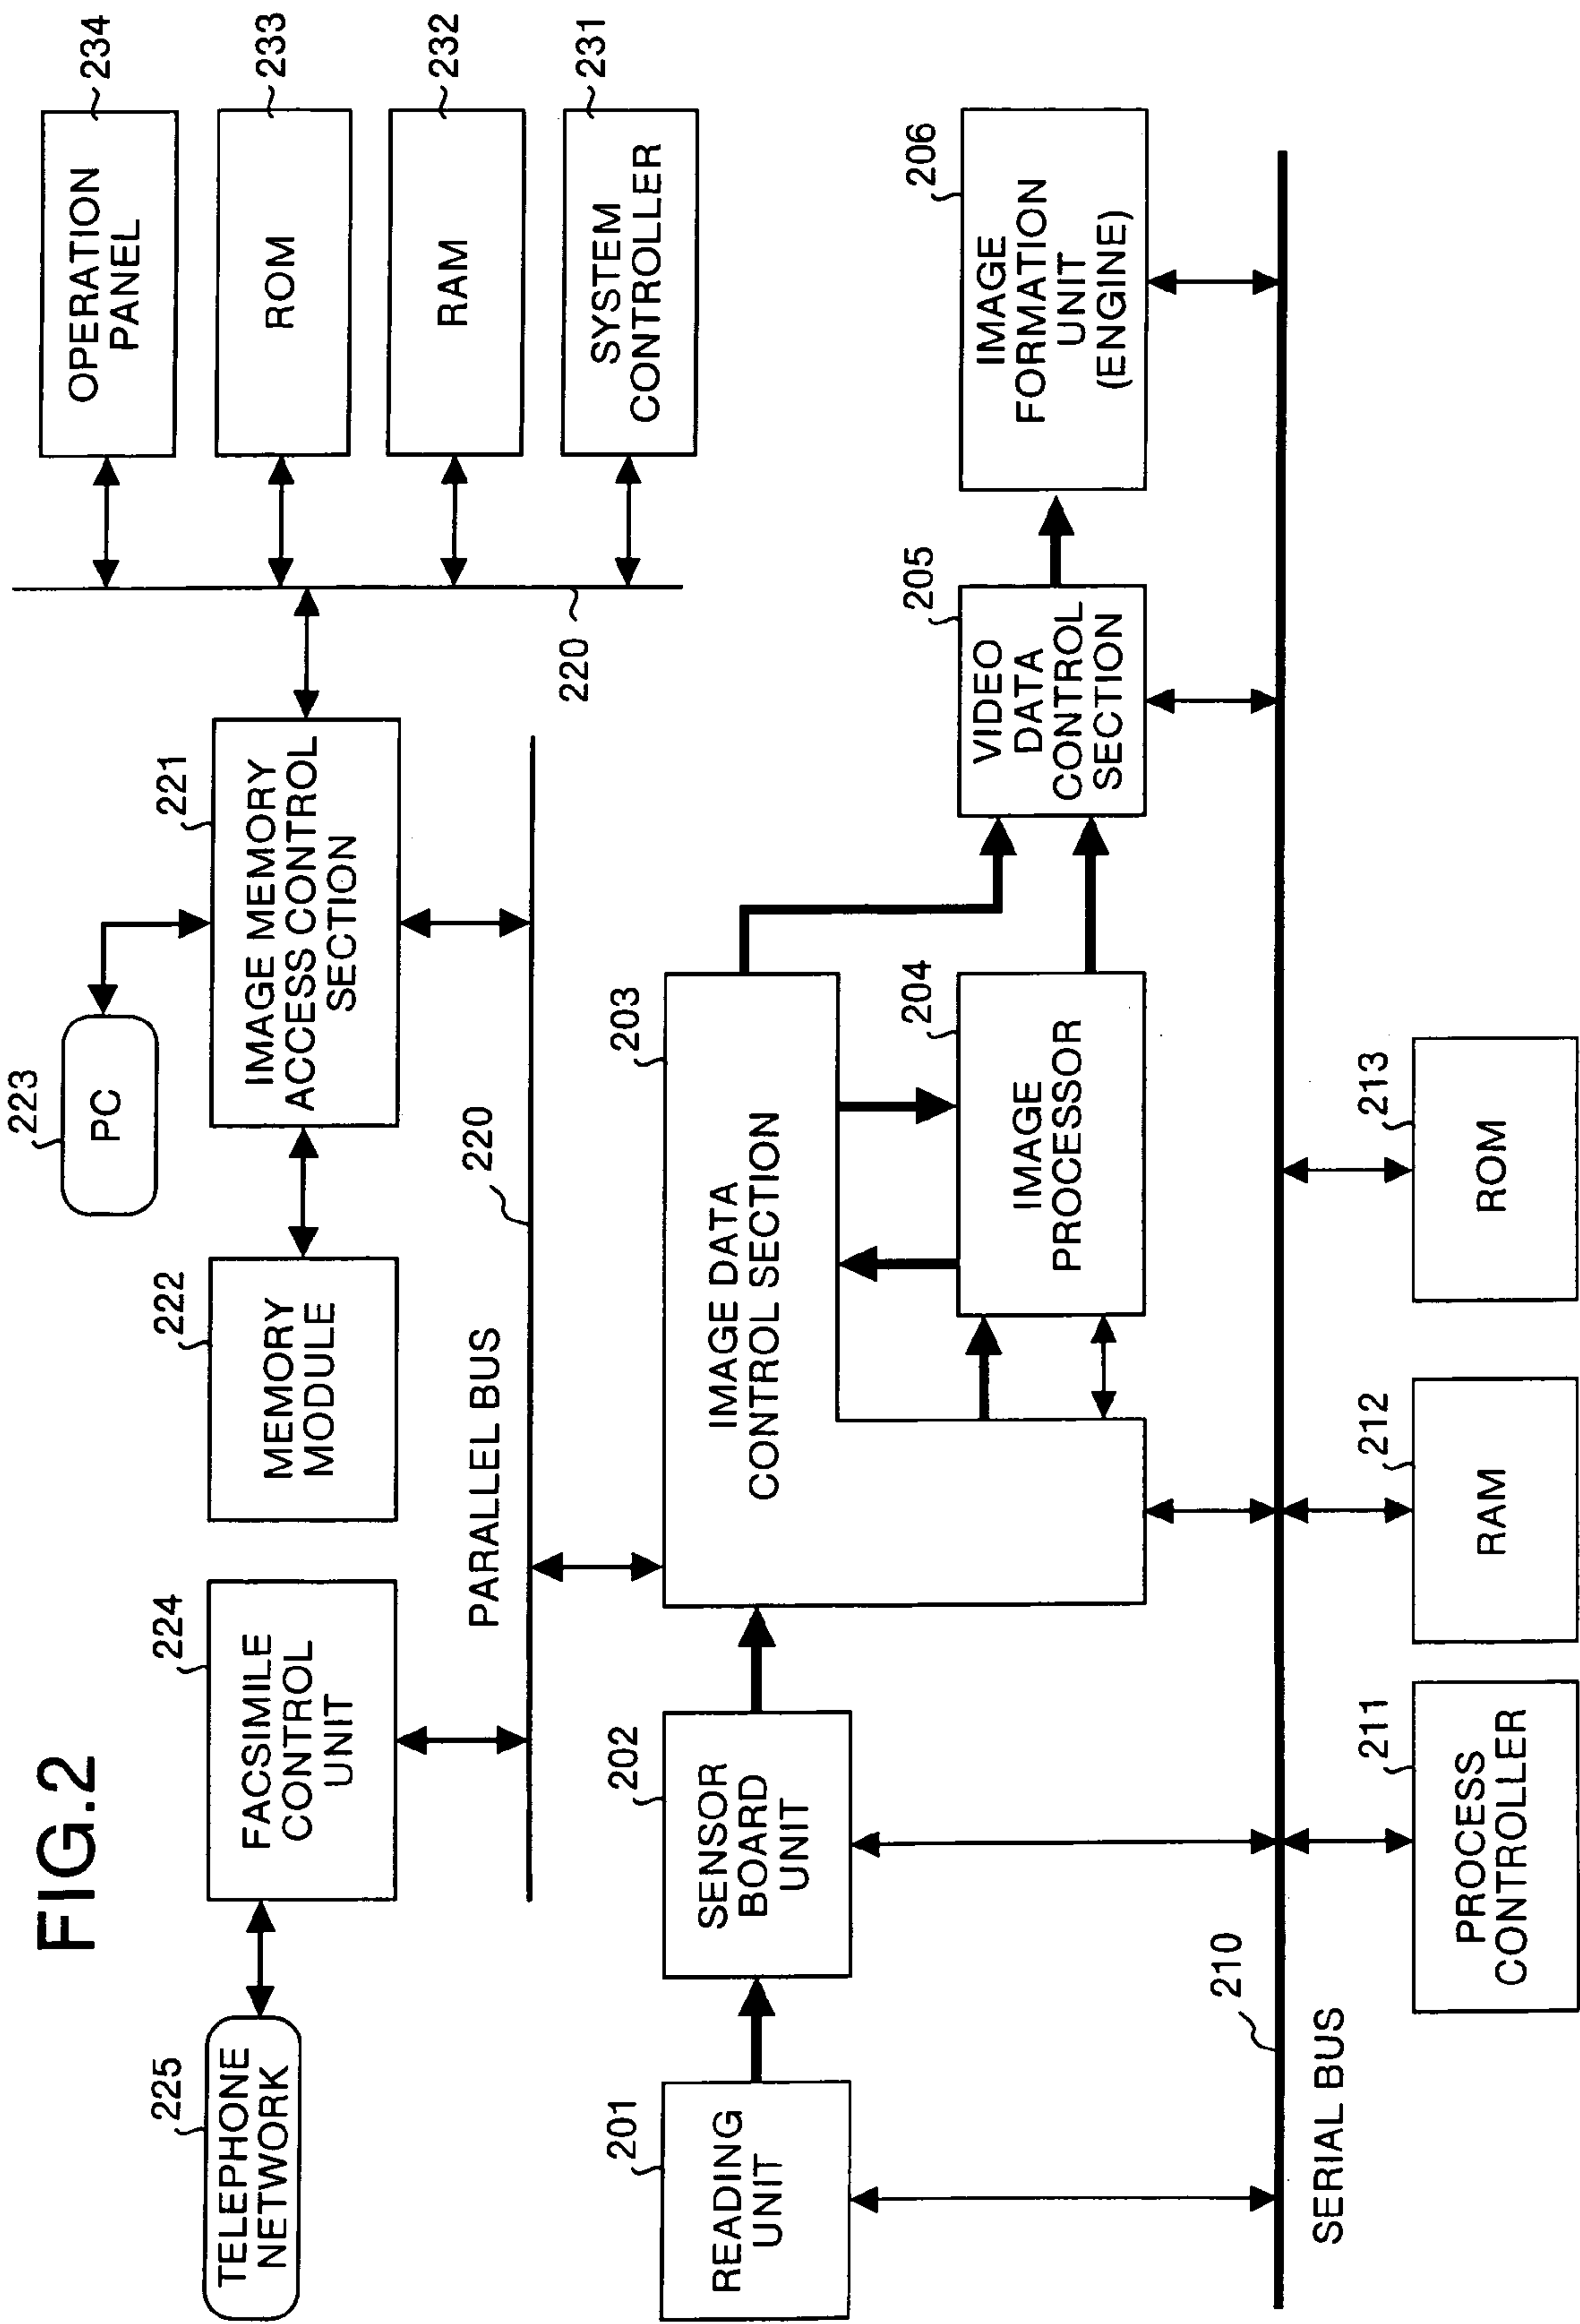 FIG.2
225
TELEPHONE
NETWORK
224
FACSIMILE
CONTROL
UNIT
222
MEMORY
MODULE
223
PC
221
IMAGE MEMORY
ACCESS CONTROL
SECTION
220
234
OPERATION
PANEL
233
ROM
232
RAM
231
SYSTEM
CONTROLLER
PARALLEL BUS
220
201
READING
UNIT
202
SENSOR
BOARD
UNIT
203
IMAGE DATA
CONTROL SECTION
204
IMAGE
PROCESSOR
205
VIDEO
DATA
CONTROL
SECTION
206
IMAGE
FORMATION
UNIT
(ENGINE)
210
SERIAL BUS
211
PROCESS
CONTROLLER
212
RAM
213
ROM